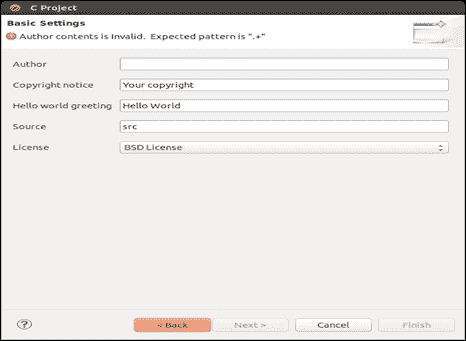 C Project
Basic Settings
Author contents is Invalid. Expected pattern is ".+"
Author
Copyright notice Your copyright
Hello world greeting Hello World
Source src
License BSD License
? < Back Next > Cancel Finish